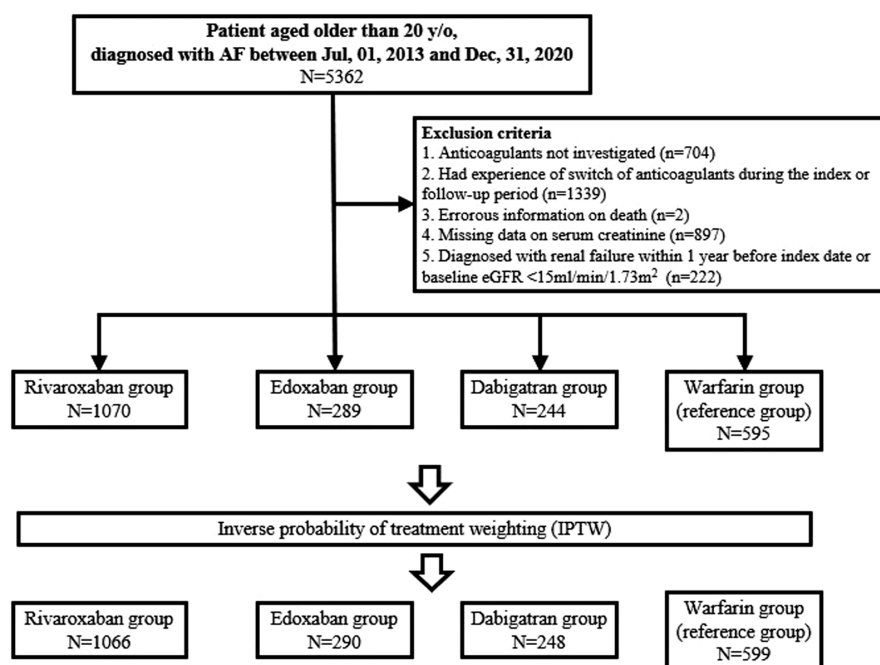 Patient aged older than 20 y/o,
diagnosed with AF between Jul, 01, 2013 and Dec, 31, 2020
N=5362
Exclusion criteria
1. Anticoagulants not investigated (n=704)
2. Had experience of switch of anticoagulants during the index or
follow-up period (n=1339)
3. Errorous information on death (n=2)
4. Missing data on serum creatinine (n=897)
5. Diagnosed with renal failure within 1 year before index date or
baseline eGFR <15ml/min/1.73m² (n=222)
Rivaroxaban group
N=1070
Edoxaban group
N=289
Dabigatran group
N=244
Warfarin group
(reference group)
N=595
Inverse probability of treatment weighting (IPTW)
Rivaroxaban group
N=1066
Edoxaban group
N=290
Dabigatran group
N=248
Warfarin group
(reference group)
N=599